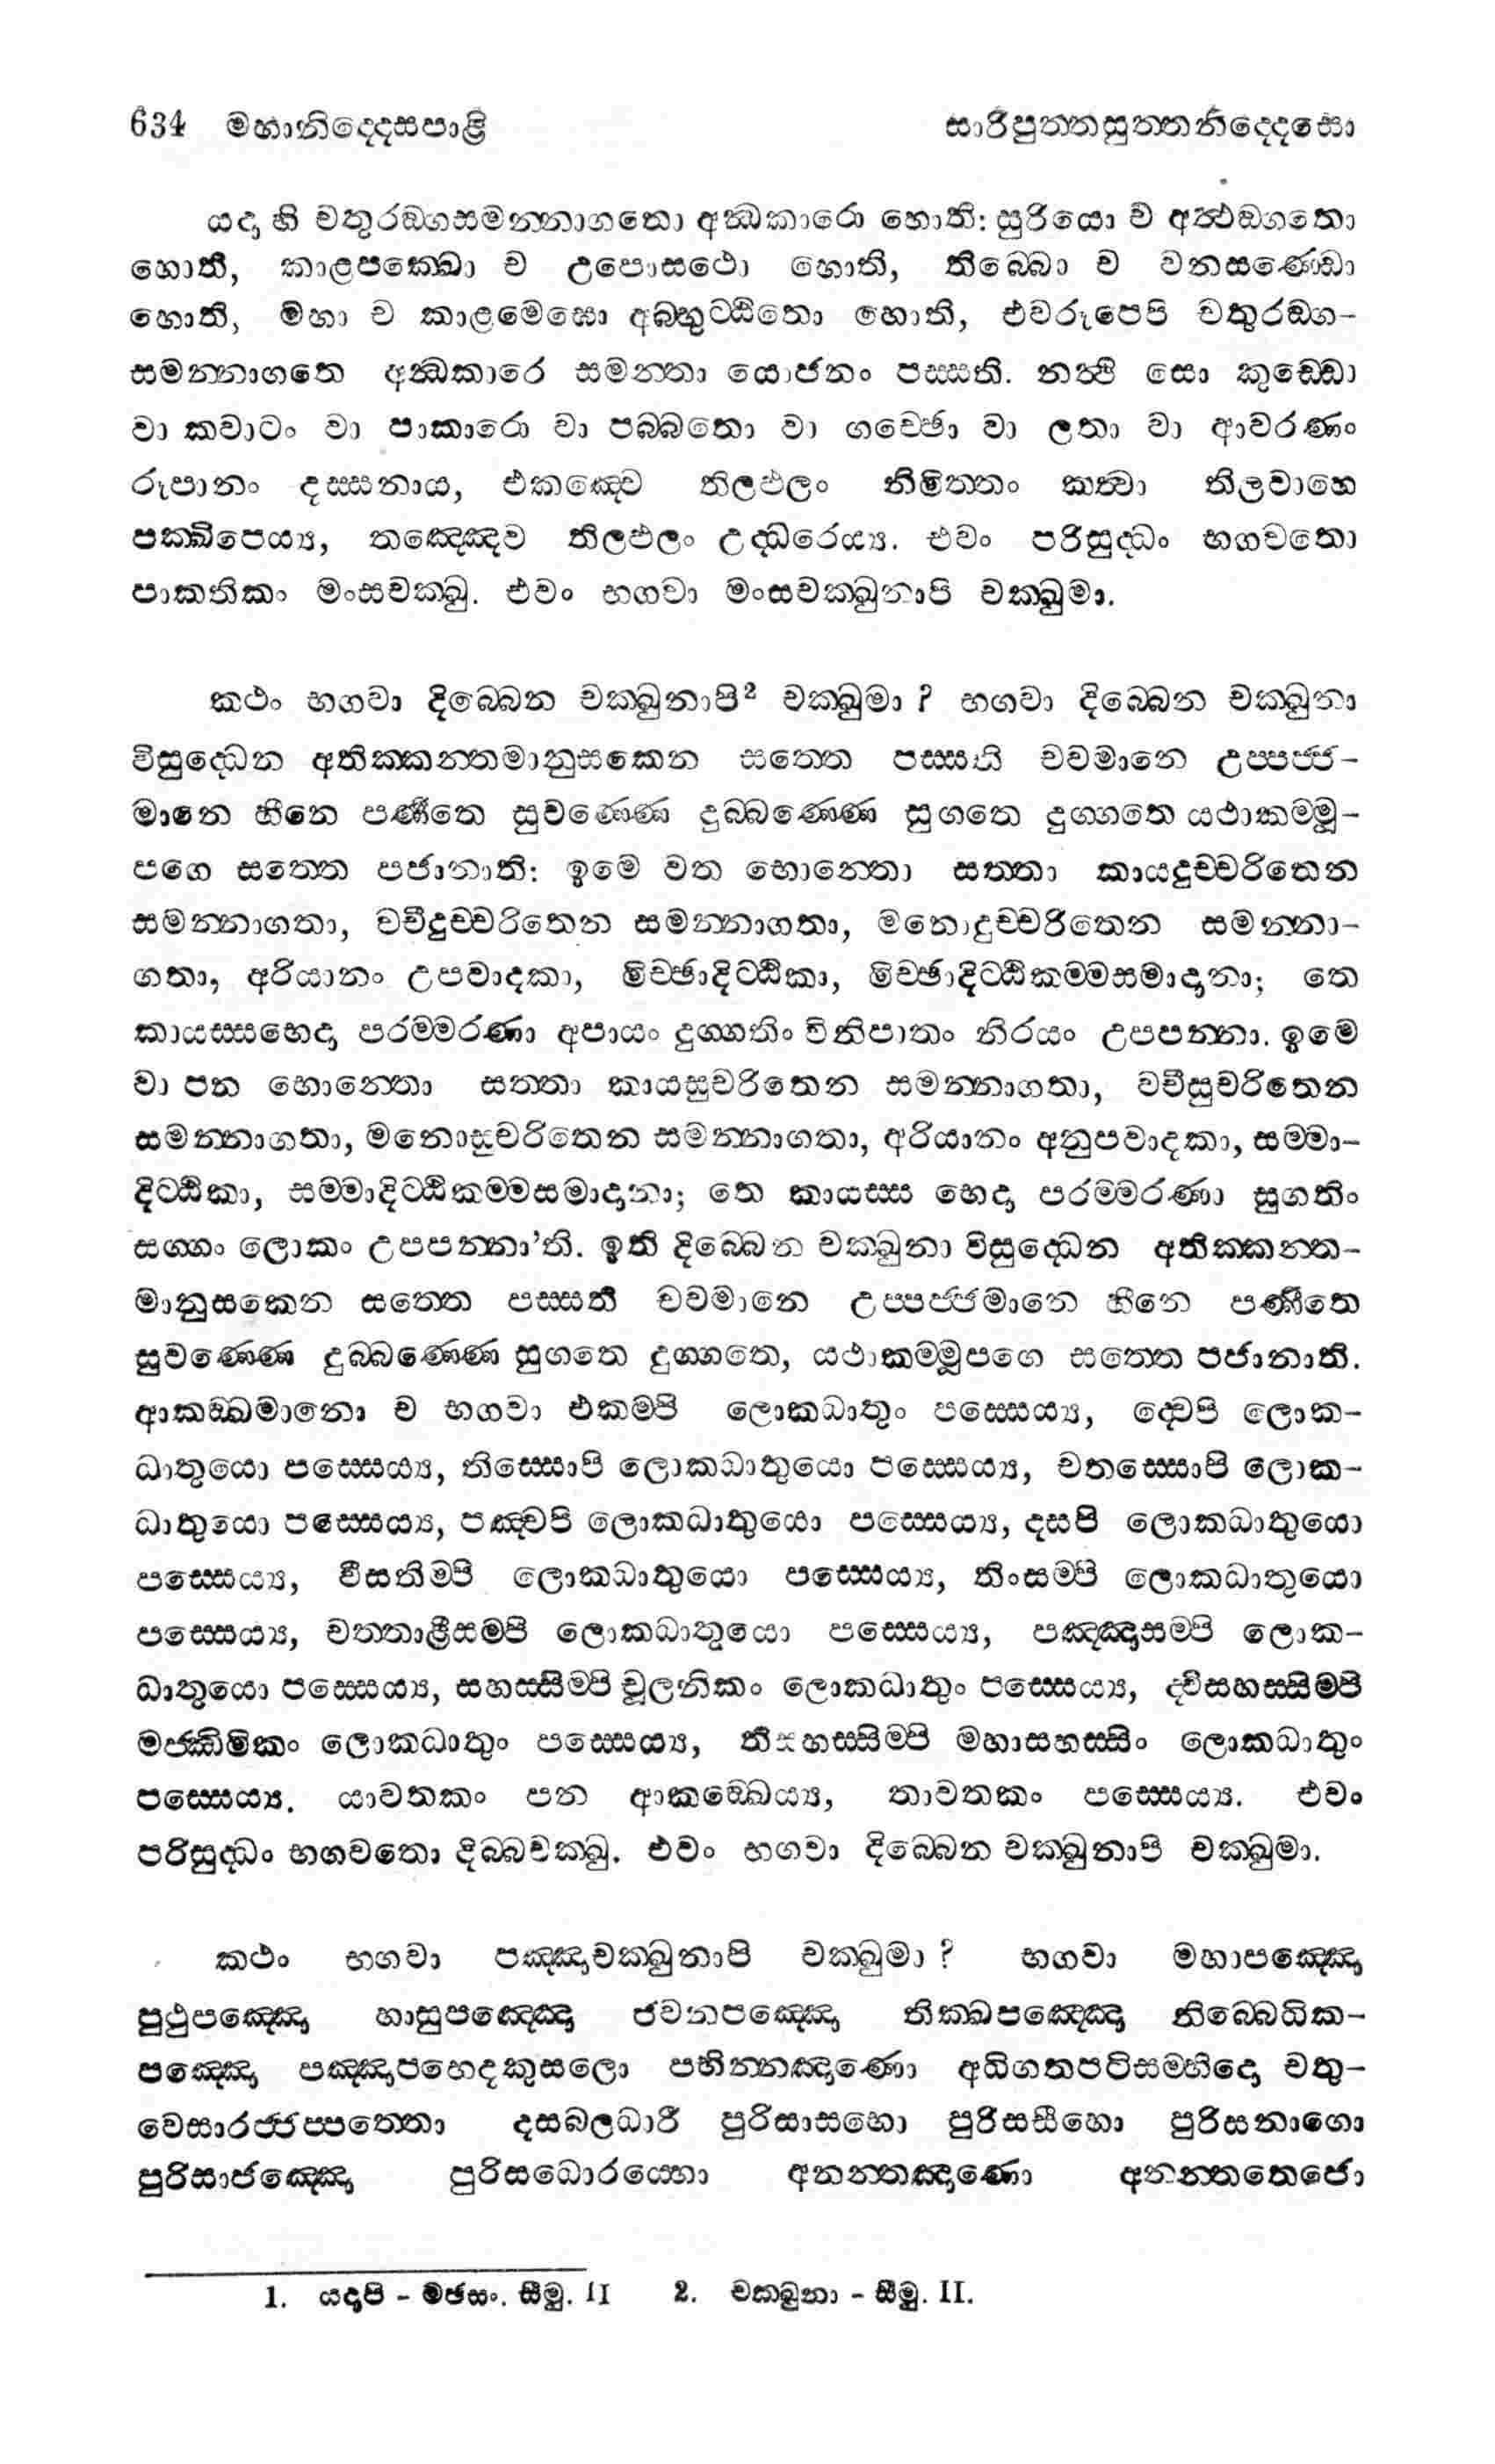 634 මහානිද්දෙසපාළි සාරිපුත්තසුත්තනිද්දෙසො
යදා හි චතුරඞ්ගසමන්නාගතො අන්ධකාරො හොති: සුරියො ච අත්ථඞ්ගතො
හොති, කාළපක්ඛො ච උපොසථො හොති, තිබ්බො ච වනසණ්ඩො
හොති, මහා ච කාළමෙඝො අබ්භුට්ඨිතො හොති, එවරූපෙපි චතුරඞ්ග-
සමන්නාගතෙ අන්ධකාරෙ සමන්තා යොජනං පස්සති. නත්ථි සො කුඩ්ඩො
වා කවාටං වා පාකාරො වා පබ්බතො වා ගච්ඡො වා ලතා වා ආවරණං
රූපානං දස්සනාය, එකඤ්චෙ තිලඵලං නිමිත්තං කත්වා තිලවාහෙ
පක්ඛිපෙය්‍ය, තඤ්ඤෙව තිලඵලං උද්ධරෙය්‍ය. එවං පරිසුද්ධං භගවතො
පාකතිකං මංසචක්ඛු. එවං භගවා මංසචක්ඛුනාපි චක්ඛුමා.
කථං භගවා දිබ්බෙන චක්ඛුනාපි² චක්ඛුමා ? භගවා දිබ්බෙන චක්ඛුනා
විසුද්ධෙන අතික්කන්තමානුසකෙන සත්තෙ පස්සති චවමානෙ උප්පජ්ජ-
මානෙ හීනෙ පණීතෙ සුවණ්ණෙ දුබ්බණ්ණෙ සුගතෙ දුග්ගතෙ යථාකම්මූ-
පගෙ සත්තෙ පජානාති: ඉමෙ වත භොන්තො සත්තා කායදුච්චරිතෙන
සමන්නාගතා, වචීදුච්චරිතෙන සමන්නාගතා, මනොදුච්චරිතෙන සමන්නා-
ගතා, අරියානං උපවාදකා, මිච්ඡාදිට්ඨිකා, මිච්ඡාදිට්ඨිකම්මසමාදානා; තෙ
කායස්සභෙදා පරම්මරණා අපායං දුග්ගතිං විනිපාතං නිරයං උපපන්නා. ඉමෙ
වා පන භොන්තො සත්තා කායසුචරිතෙන සමන්නාගතා, වචීසුචරිතෙන
සමන්නාගතා, මනොසුචරිතෙන සමන්නාගතා, අරියානං අනුපවාදකා, සම්මා-
දිට්ඨිකා, සම්මාදිට්ඨිකම්මසමාදානා; තෙ කායස්ස භෙදා පරම්මරණා සුගතිං
සග්ගං ලොකං උපපන්නා'ති. ඉති දිබ්බෙන චක්ඛුනා විසුද්ධෙන අතික්කන්ත-
මානුසකෙන සත්තෙ පස්සති චවමානෙ උප්පජ්ජමානෙ හීනෙ පණීතෙ
සුවණ්ණෙ දුබ්බණ්ණෙ සුගතෙ දුග්ගතෙ, යථාකම්මූපගෙ සත්තෙ පජානාති.
ආකඞ්ඛමානො ච භගවා එකම්පි ලොකධාතුං පස්සෙය්‍ය, ද්වෙපි ලොක-
ධාතුයො පස්සෙය්‍ය, තිස්සොපි ලොකධාතුයො පස්සෙය්‍ය, චතස්සොපි ලොක-
ධාතුයො පස්සෙය්‍ය, පඤ්චපි ලොකධාතුයො පස්සෙය්‍ය, දසපි ලොකධාතුයො
පස්සෙය්‍ය, වීසතිම්පි ලොකධාතුයො පස්සෙය්‍ය, තිංසම්පි ලොකධාතුයො
පස්සෙය්‍ය, චත්තාළීසම්පි ලොකධාතුයො පස්සෙය්‍ය, පඤ්ඤාසම්පි ලොක-
ධාතුයො පස්සෙය්‍ය, සහස්සිම්පි චූලනිකං ලොකධාතුං පස්සෙය්‍ය, ද්විසහස්සිම්පි
මජ්ඣිමිකං ලොකධාතුං පස්සෙය්‍ය, තිසහස්සිම්පි මහාසහස්සිං ලොකධාතුං
පස්සෙය්‍ය. යාවතකං පන ආකඞ්ඛෙය්‍ය, තාවතකං පස්සෙය්‍ය. එවං
පරිසුද්ධං භගවතො දිබ්බචක්ඛු. එවං භගවා දිබ්බෙන චක්ඛුනාපි චක්ඛුමා.
කථං භගවා පඤ්ඤාචක්ඛුනාපි චක්ඛුමා ? භගවා මහාපඤ්ඤො
පුථුපඤ්ඤො හාසුපඤ්ඤො ජවනපඤ්ඤො තික්ඛපඤ්ඤො නිබ්බෙධික-
පඤ්ඤො පඤ්ඤාපභෙදකුසලො පභින්නඤාණො අධිගතපටිසම්භිදො චතු-
වෙසාරජ්ජප්පත්තො දසබලධාරී පුරිසාසභො පුරිසසීහො පුරිසනාගො
පුරිසාජඤ්ඤො පුරිසධොරය්හො අනන්තඤාණො අනන්තතෙජො
1. යදාපි - මජසං. සීමු. II 2. චක්ඛුනා - සීමු. II.